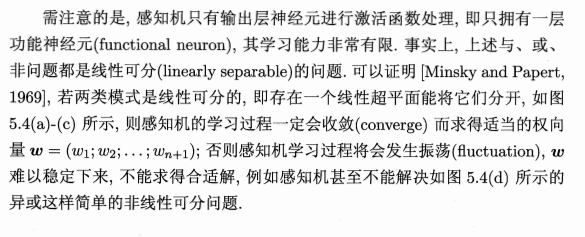 需注意的是, 感知机只有输出层神经元进行激活函数处理, 即只拥有一层
功能神经元(functional neuron), 其学习能力非常有限. 事实上, 上述与、或、
非问题都是线性可分(linearly separable)的问题. 可以证明 [Minsky and Papert,
1969], 若两类模式是线性可分的, 即存在一个线性超平面能将它们分开, 如图
5.4(a)-(c) 所示, 则感知机的学习过程一定会收敛(converge) 而求得适当的权向
量 w = (w₁; w₂; . . . ; wₙ₊₁); 否则感知机学习过程将会发生振荡(fluctuation), w
难以稳定下来, 不能求得合适解, 例如感知机甚至不能解决如图 5.4(d) 所示的
异或这样简单的非线性可分问题.